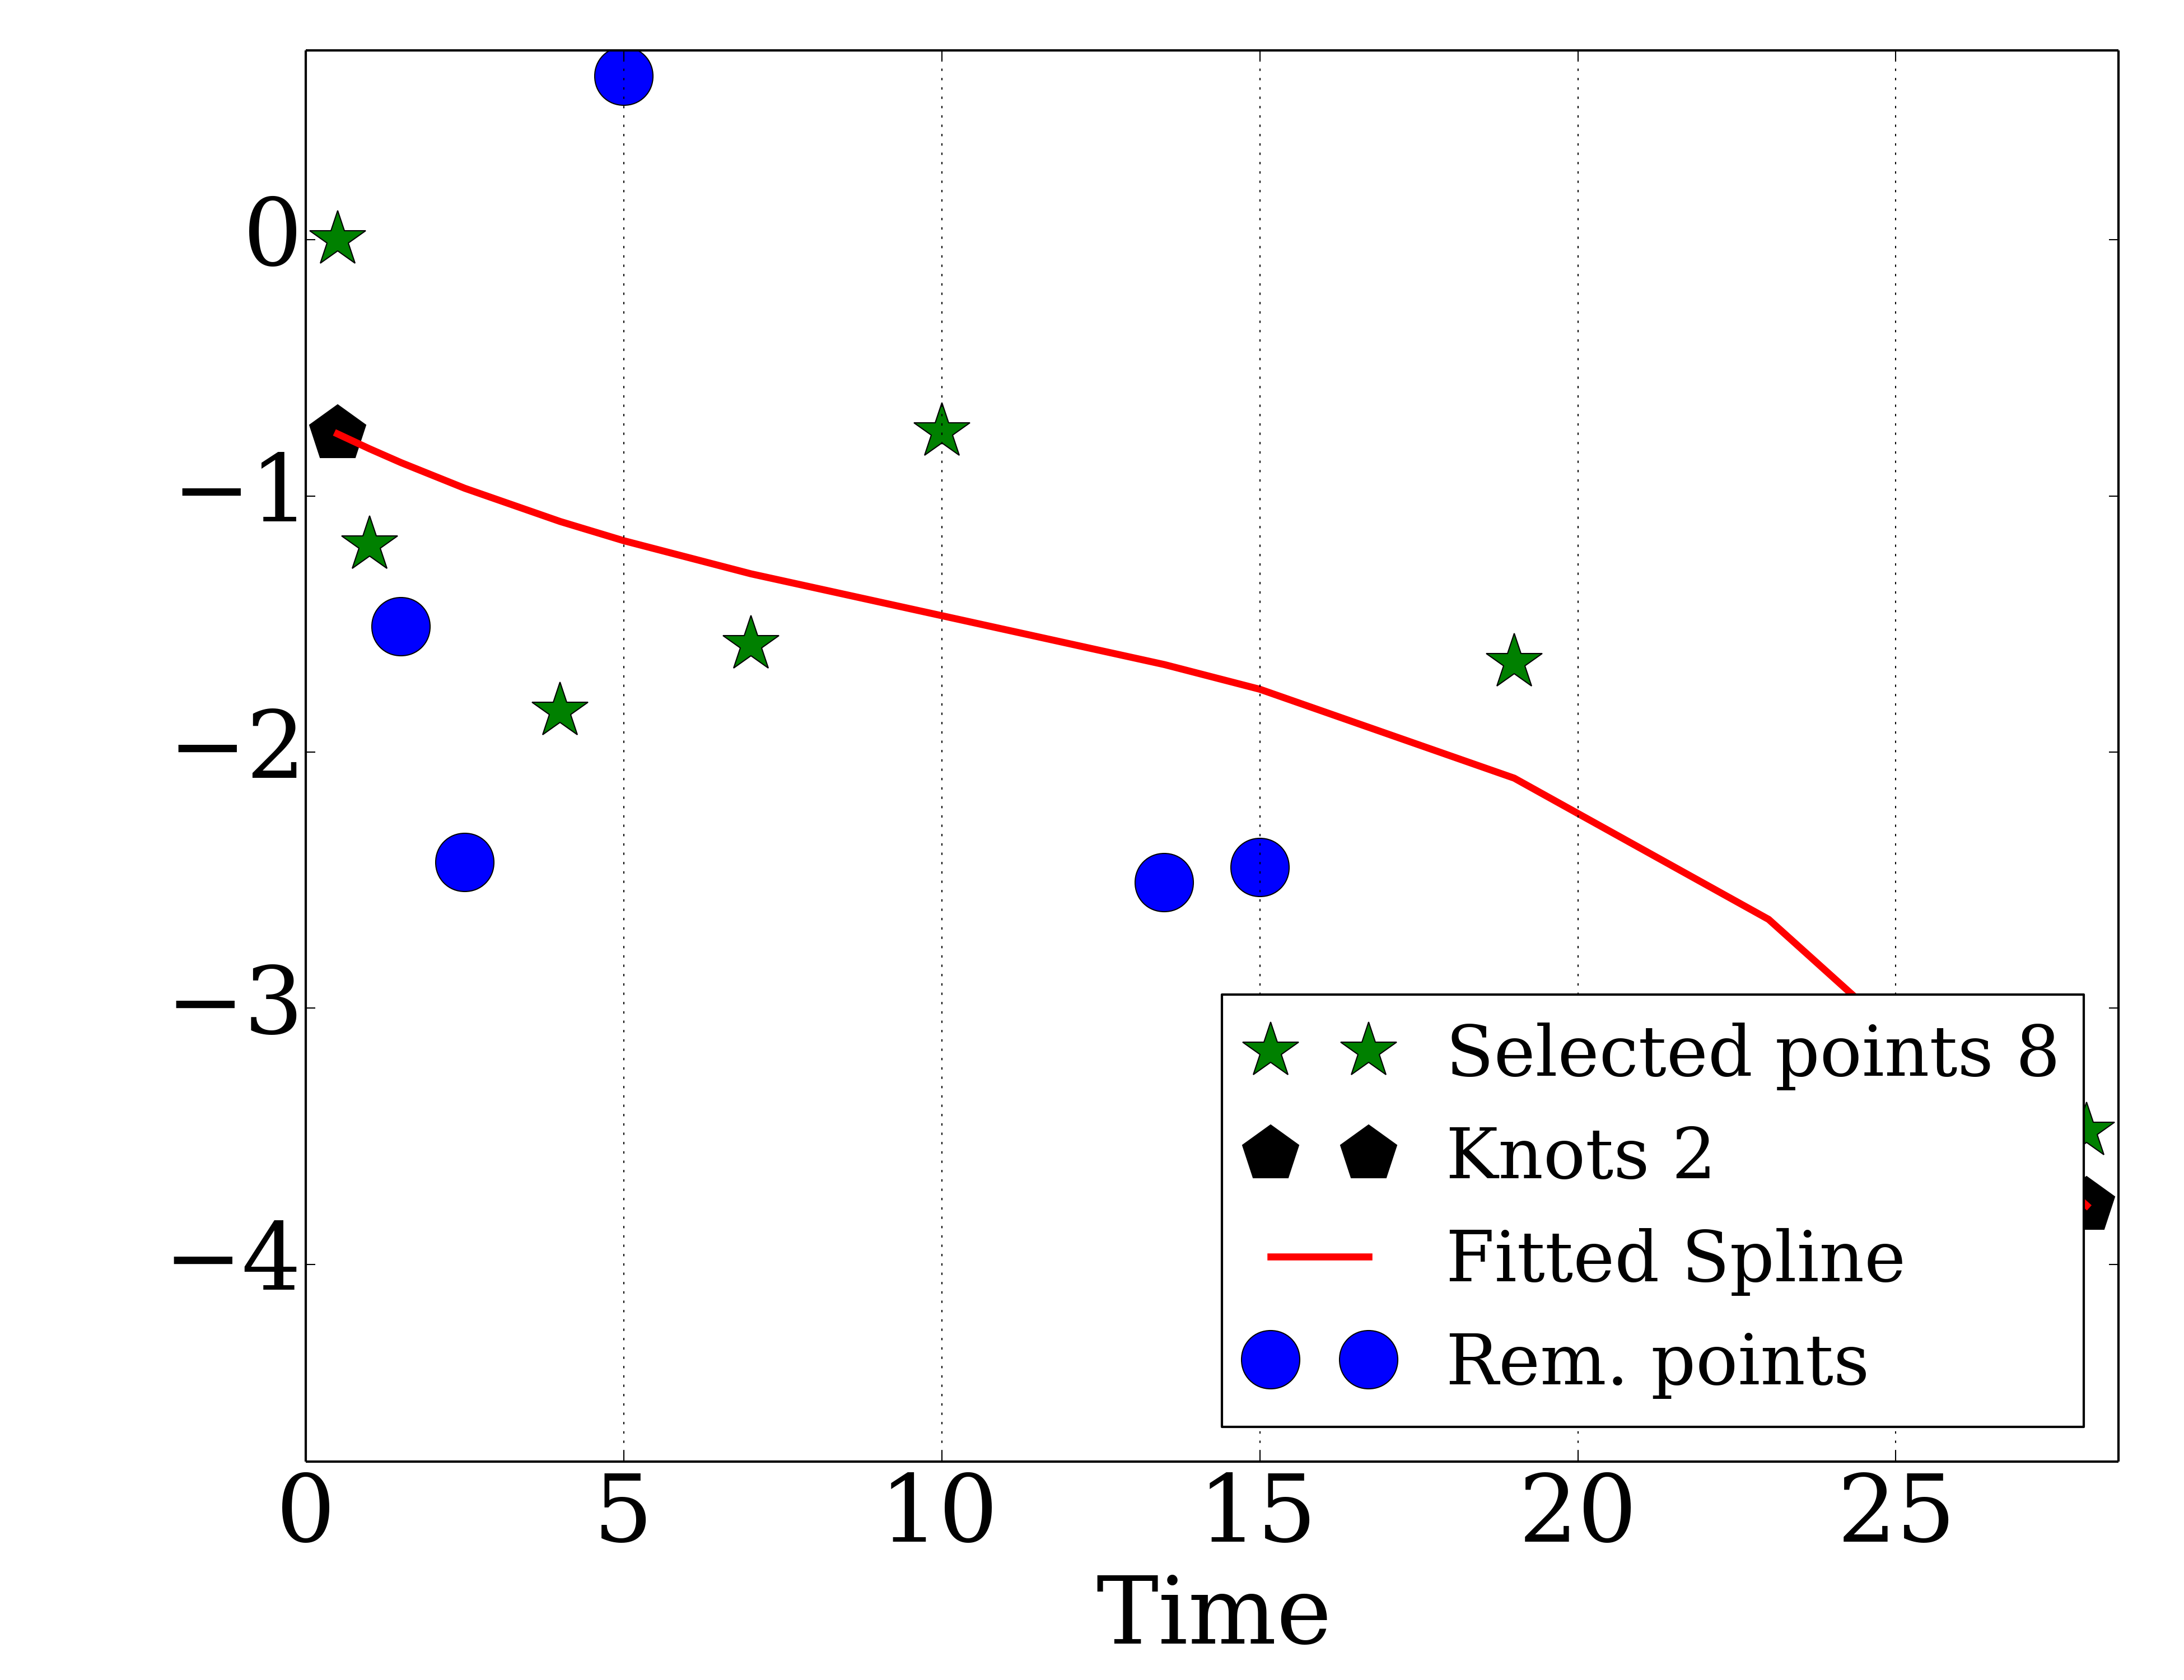 0
−1
−2
−3
−4
Selected points 8
Knots 2
Fitted Spline
Rem. points
0 5 10 15 20 25
Time